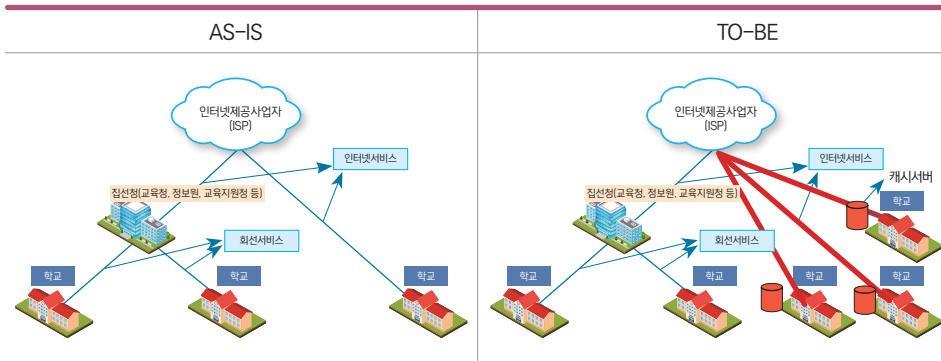 AS-IS
인터넷제공사업자
(ISP)
인터넷서비스
집선청(교육청, 정보원, 교육지원청 등)
회선서비스
학교
학교
학교
TO-BE
인터넷제공사업자
(ISP)
인터넷서비스
캐시서버
집선청(교육청, 정보원, 교육지원청 등)
학교
회선서비스
학교
학교
학교
학교